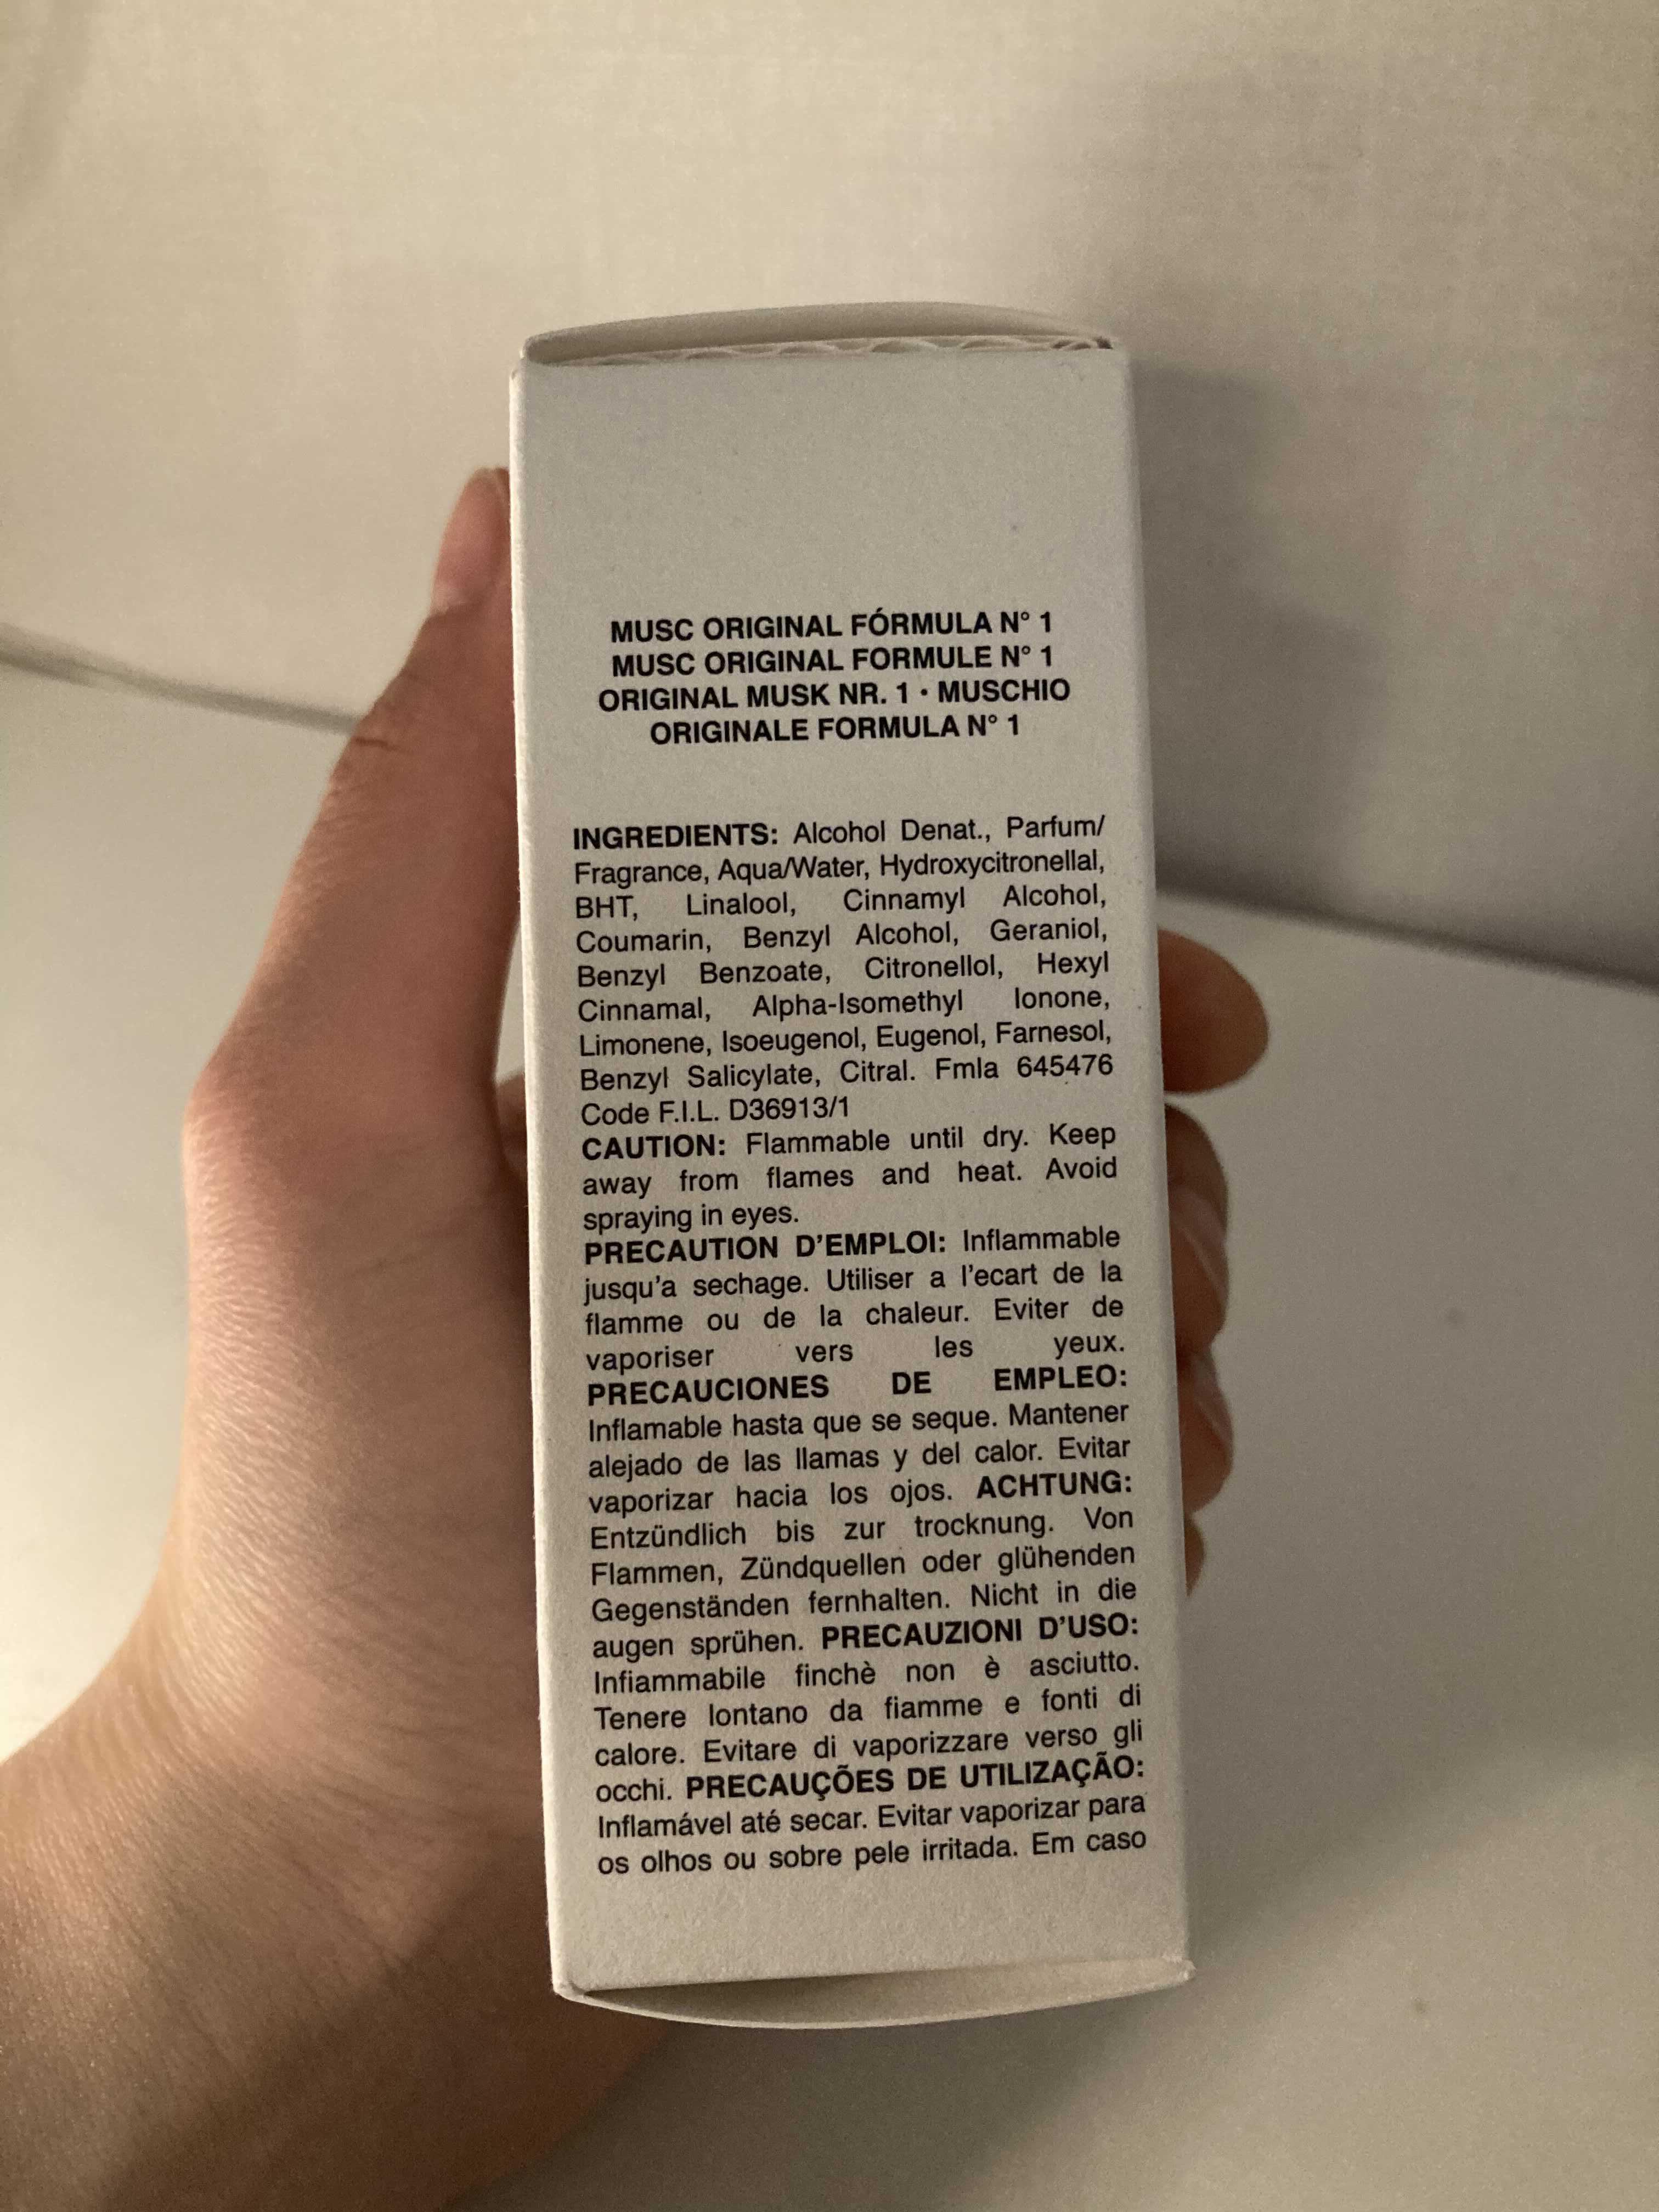 MUSC ORIGINAL FÓRMULA N° 1
MUSC ORIGINAL FORMULE N° 1
ORIGINAL MUSK NR. 1 • MUSCHIO
ORIGINALE FORMULA N° 1
INGREDIENTS: Alcohol Denat., Parfum/
Fragrance, Aqua/Water, Hydroxycitronellal,
BHT, Linalool, Cinnamyl Alcohol,
Coumarin, Benzyl Alcohol, Geraniol,
Benzyl Benzoate, Citronellol, Hexyl
Cinnamal, Alpha-Isomethyl Ionone,
Limonene, Isoeugenol, Eugenol, Farnesol,
Benzyl Salicylate, Citral. Fmla 645476
Code F.I.L. D36913/1
CAUTION: Flammable until dry. Keep
away from flames and heat. Avoid
spraying in eyes.
PRECAUTION D'EMPLOI: Inflammable
jusqu'a sechage. Utiliser a l'ecart de la
flamme ou de la chaleur. Eviter de
vaporiser vers les yeux.
PRECAUCIONES DE EMPLEO:
Inflamable hasta que se seque. Mantener
alejado de las llamas y del calor. Evitar
vaporizar hacia los ojos. ACHTUNG:
Entzündlich bis zur trocknung. Von
Flammen, Zündquellen oder glühenden
Gegenständen fernhalten. Nicht in die
augen sprühen. PRECAUZIONI D'USO:
Infiammabile finchè non è asciutto.
Tenere lontano da fiamme e fonti di
calore. Evitare di vaporizzare verso gli
occhi. PRECAUÇÕES DE UTILIZAÇÃO:
Inflamável até secar. Evitar vaporizar para
os olhos ou sobre pele irritada. Em caso